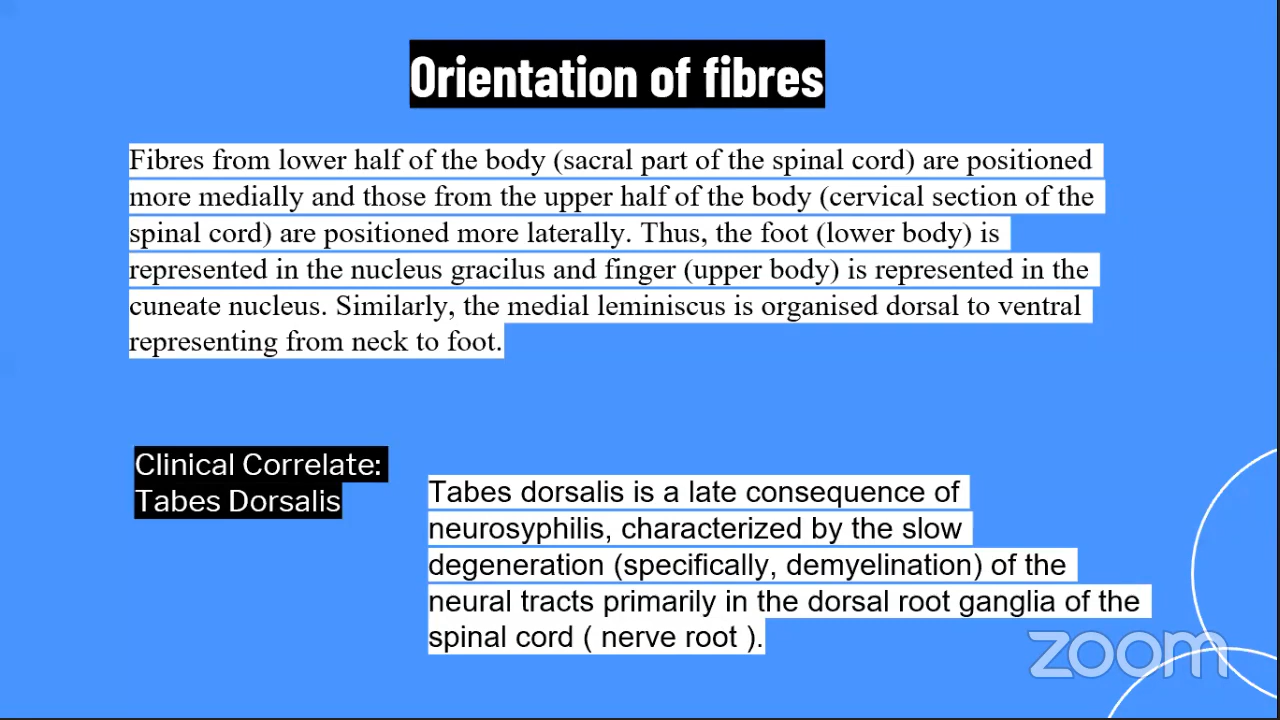 Orientation of fibres
Fibres from lower half of the body (sacral part of the spinal cord) are positioned
more medially and those from the upper half of the body (cervical section of the
spinal cord) are positioned more laterally. Thus, the foot (lower body) is
represented in the nucleus gracilus and finger (upper body) is represented in the
cuneate nucleus. Similarly, the medial leminiscus is organised dorsal to ventral
representing from neck to foot.
Clinical Correlate:
Tabes Dorsalis
Tabes dorsalis is a late consequence of
neurosyphilis, characterized by the slow
degeneration (specifically, demyelination) of the
neural tracts primarily in the dorsal root ganglia of the
spinal cord ( nerve root ).
zoom